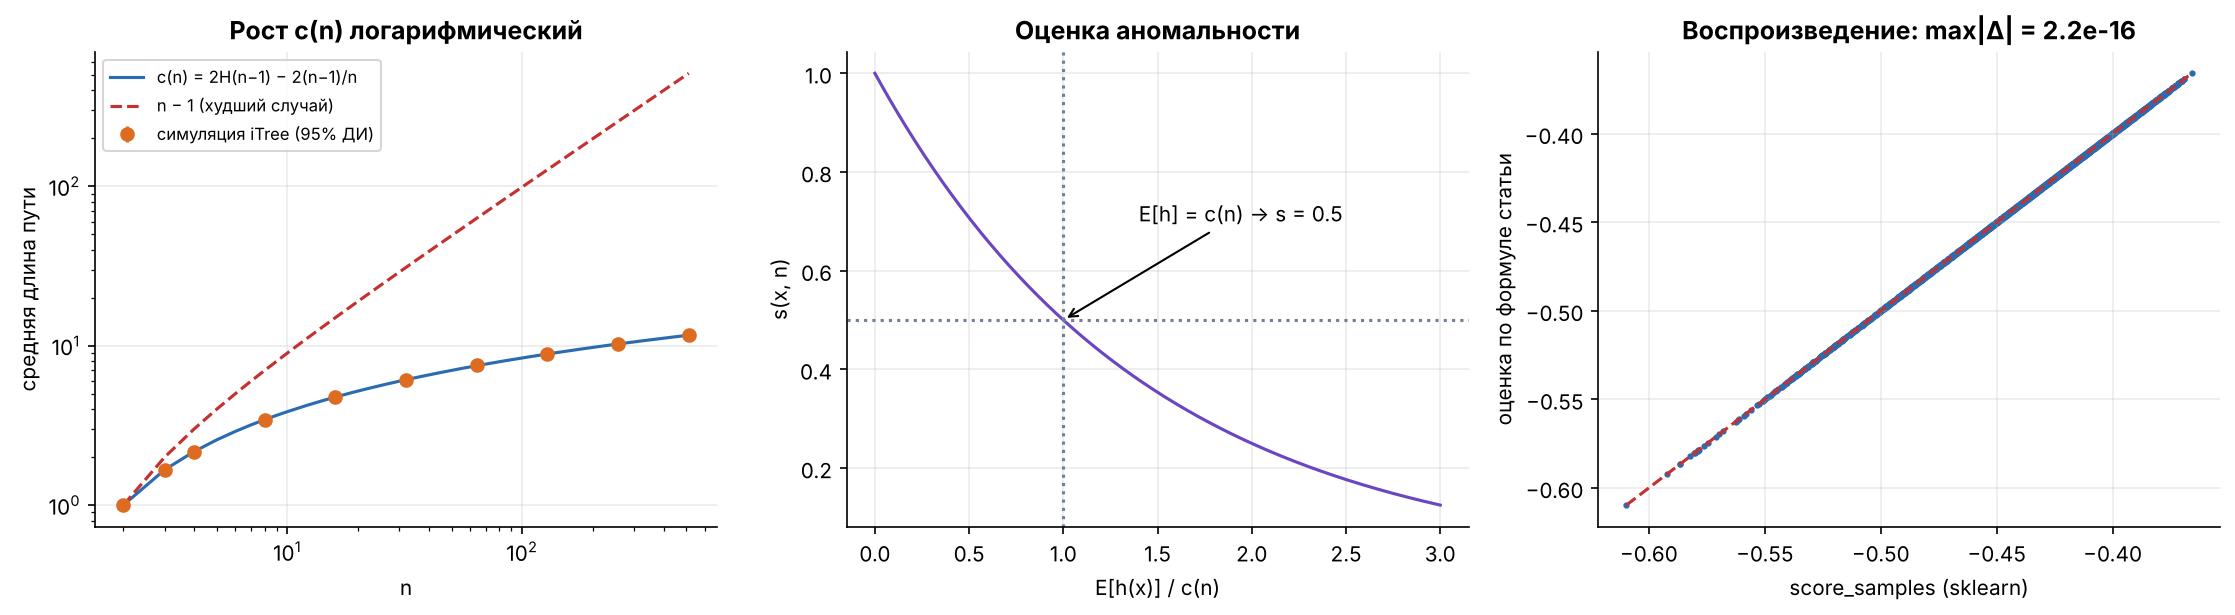 Рост c(n) логарифмический
c(n) = 2H(n−1) − 2(n−1)/n
n − 1 (худший случай)
симуляция iTree (95% ДИ)
средняя длина пути
10²
10¹
10⁰
10¹
10²
n
Оценка аномальности
E[h] = c(n) → s = 0.5
s(x, n)
1.0
0.8
0.6
0.4
0.2
0.0
0.5
1.0
1.5
2.0
2.5
3.0
E[h(x)] / c(n)
Воспроизведение: max|Δ| = 2.2e-16
оценка по формуле статьи
−0.40
−0.45
−0.50
−0.55
−0.60
−0.60
−0.55
−0.50
−0.45
−0.40
score_samples (sklearn)